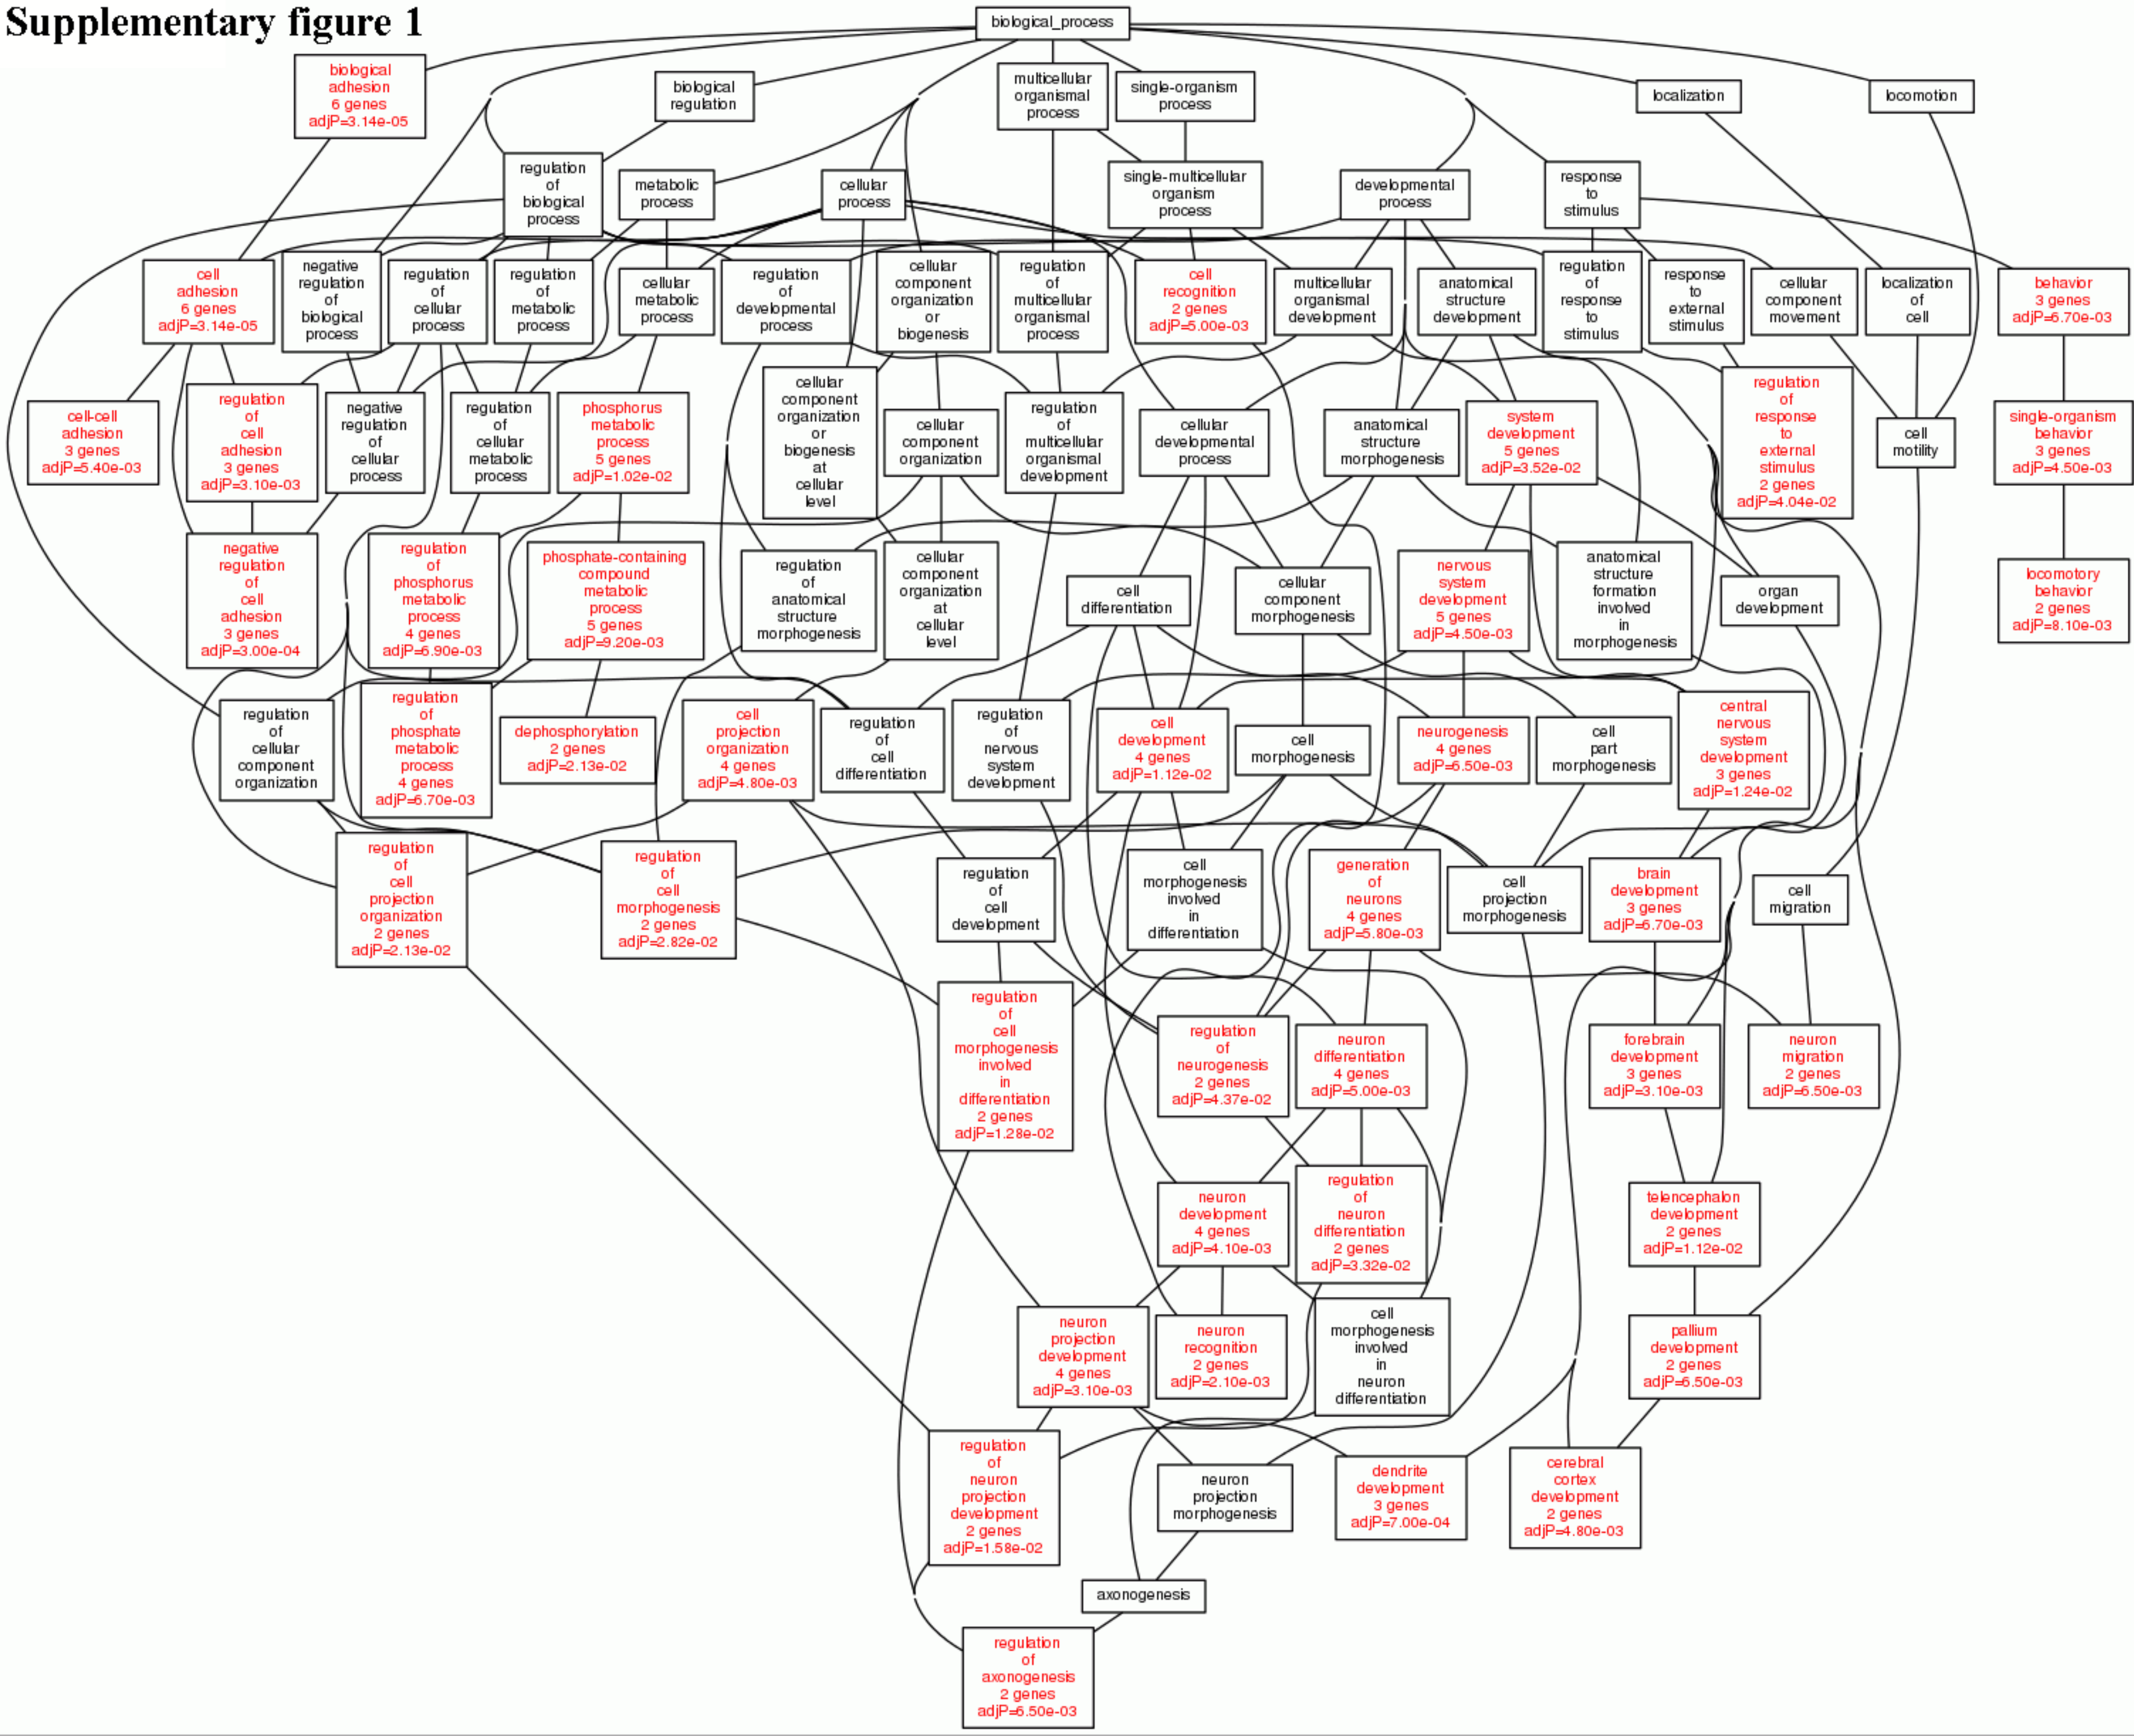 Supplementary figure 1
biological_process
biological
adhesion
6 genes
adjP=3.14e-05
biological
regulation
multicellular
organismal
process
single-organism
process
localization
locomotion
regulation
of
biological
process
metabolic
process
cellular
process
single-multicellular
organism
process
developmental
process
response
to
stimulus
cell
adhesion
6 genes
adjP=3.14e-05
negative
regulation
of
biological
process
regulation
of
cellular
process
regulation
of
metabolic
process
cellular
metabolic
process
regulation
of
developmental
process
cellular
component
organization
or
biogenesis
regulation
of
multicellular
organismal
process
cell
recognition
2 genes
adjP=5.00e-03
multicellular
organismal
development
anatomical
structure
development
regulation
of
response
to
stimulus
response
to
external
stimulus
cellular
component
movement
localization
of
cell
behavior
3 genes
adjP=6.70e-03
cell-cell
adhesion
3 genes
adjP=5.40e-03
regulation
of
cell
adhesion
3 genes
adjP=3.10e-03
negative
regulation
of
cellular
process
regulation
of
cellular
metabolic
process
phosphorus
metabolic
process
5 genes
adjP=1.02e-02
cellular
component
organization
or
biogenesis
at
cellular
level
cellular
component
organization
regulation
of
multicellular
organismal
development
cellular
developmental
process
anatomical
structure
morphogenesis
system
development
5 genes
adjP=3.52e-02
regulation
of
response
to
external
stimulus
2 genes
adjP=4.04e-02
cell
motility
single-organism
behavior
3 genes
adjP=4.50e-03
negative
regulation
of
cell
adhesion
3 genes
adjP=3.00e-04
regulation
of
phosphorus
metabolic
process
4 genes
adjP=6.90e-03
phosphate-containing
compound
metabolic
process
5 genes
adjP=9.20e-03
regulation
of
anatomical
structure
morphogenesis
cellular
component
organization
at
cellular
level
cell
differentiation
cellular
component
morphogenesis
nervous
system
development
5 genes
adjP=4.50e-03
anatomical
structure
formation
involved
in
morphogenesis
organ
development
locomotory
behavior
2 genes
adjP=8.10e-03
regulation
of
cellular
component
organization
regulation
of
phosphate
metabolic
process
4 genes
adjP=6.70e-03
dephosphorylation
2 genes
adjP=2.13e-02
cell
projection
organization
4 genes
adjP=4.80e-03
regulation
of
cell
differentiation
regulation
of
nervous
system
development
cell
development
4 genes
adjP=1.12e-02
cell
morphogenesis
neurogenesis
4 genes
adjP=6.50e-03
cell
part
morphogenesis
central
nervous
system
development
3 genes
adjP=1.24e-02
regulation
of
cell
projection
organization
2 genes
adjP=2.13e-02
regulation
of
cell
morphogenesis
2 genes
adjP=2.82e-02
regulation
of
cell
development
cell
morphogenesis
involved
in
differentiation
generation
of
neurons
4 genes
adjP=5.80e-03
cell
projection
morphogenesis
brain
development
3 genes
adjP=6.70e-03
cell
migration
regulation
of
cell
morphogenesis
involved
in
differentiation
2 genes
adjP=1.28e-02
regulation
of
neurogenesis
2 genes
adjP=4.37e-02
neuron
differentiation
4 genes
adjP=5.00e-03
forebrain
development
3 genes
adjP=3.10e-03
neuron
migration
2 genes
adjP=6.50e-03
neuron
development
4 genes
adjP=4.10e-03
regulation
of
neuron
differentiation
2 genes
adjP=3.32e-02
telencephalon
development
2 genes
adjP=1.12e-02
neuron
projection
development
4 genes
adjP=3.10e-03
neuron
recognition
2 genes
adjP=2.10e-03
cell
morphogenesis
involved
in
neuron
differentiation
pallium
development
2 genes
adjP=6.50e-03
regulation
of
neuron
projection
development
2 genes
adjP=1.58e-02
neuron
projection
morphogenesis
dendrite
development
3 genes
adjP=7.00e-04
cerebral
cortex
development
2 genes
adjP=4.80e-03
axonogenesis
regulation
of
axonogenesis
2 genes
adjP=6.50e-03